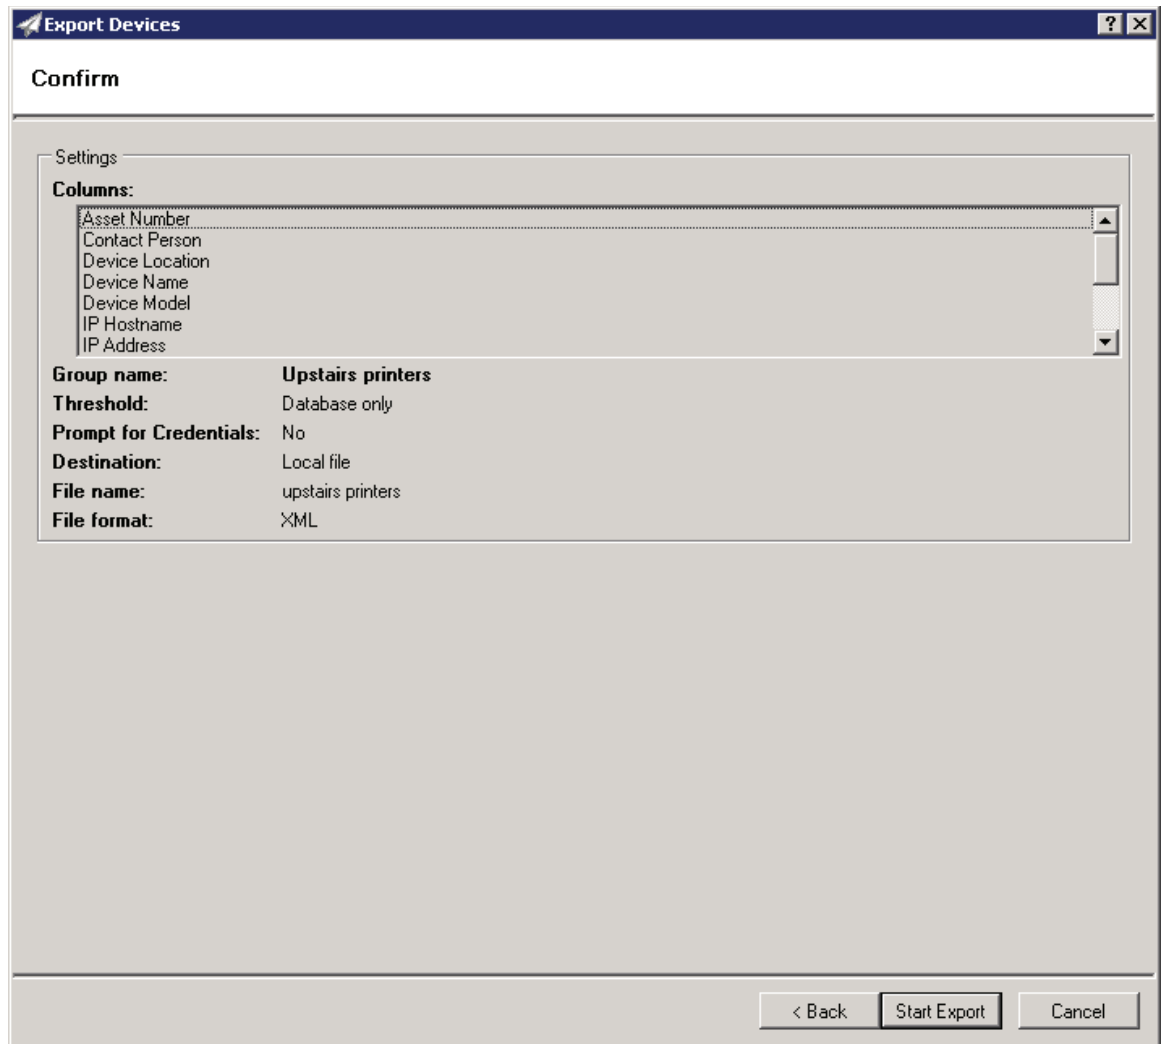 Export Devices
Confirm
Settings
Columns:
Asset Number
Contact Person
Device Location
Device Name
Device Model
IP Hostname
IP Address
Group name: Upstairs printers
Threshold: Database only
Prompt for Credentials: No
Destination: Local file
File name: upstairs printers
File format: XML
< Back Start Export Cancel